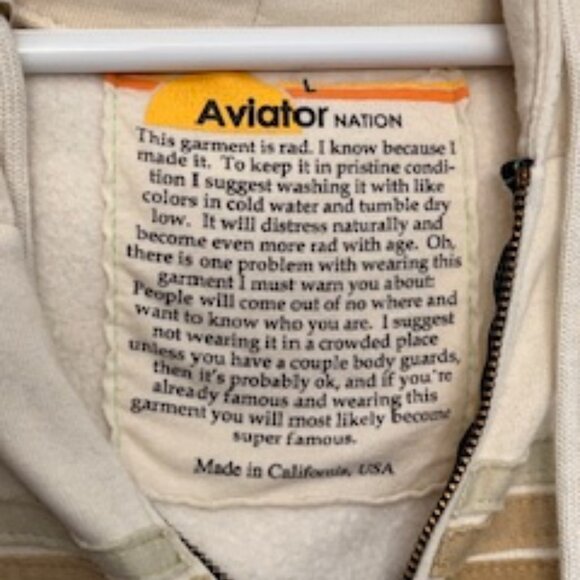 L
Aviator NATION
This garment is rad. I know because I
made it. To keep it in pristine condi-
tion I suggest washing it with like
colors in cold water and tumble dry
low. It will distress naturally and
become even more rad with age. Oh,
there is one problem with wearing this
garment I must warn you about:
People will come out of no where and
want to know who you are. I suggest
not wearing it in a crowded place
unless you have a couple body guards,
then it's probably ok, and if you're
already famous and wearing this
garment you will most likely become
super famous.
Made in California, USA